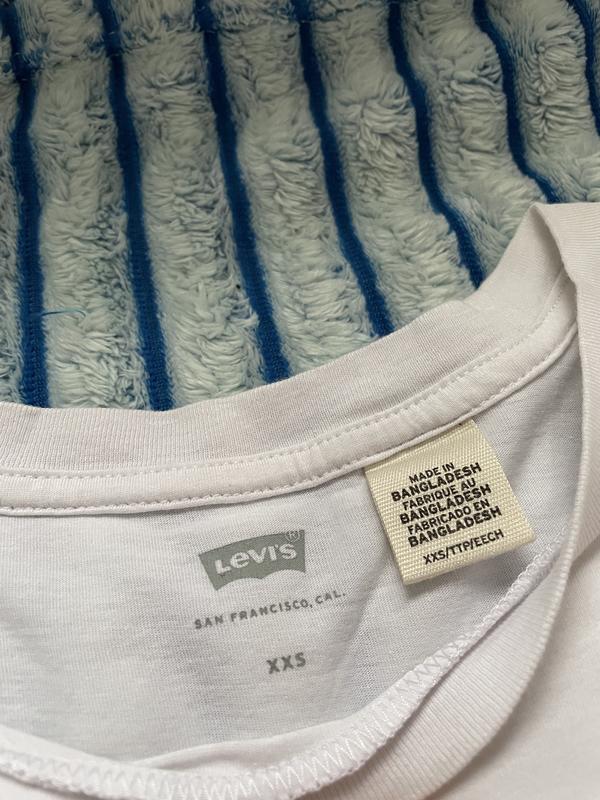 MADE IN
BANGLADESH
FABRIQUE AU
BANGLADESH
FABRICADO EN
BANGLADESH
XXS/TTP/EECH
LEVI'S®
SAN FRANCISCO, CAL.
XXS